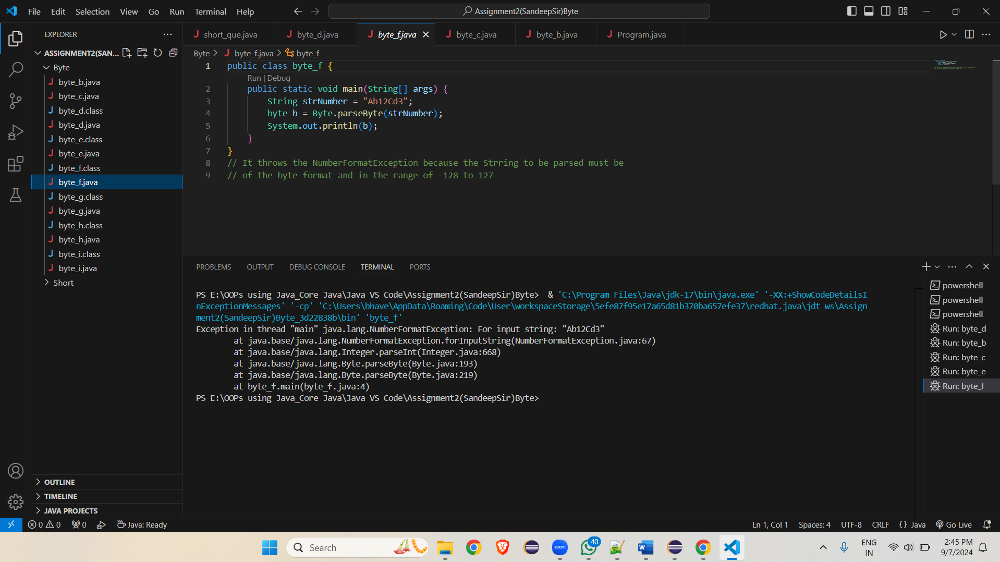 File Edit Selection View Go Run Terminal Help
Assignment2(SandeepSir)Byte
EXPLORER
ASSIGNMENT2(SAN...
Byte
byte_b.java
byte_c.java
byte_d.class
byte_d.java
byte_e.class
byte_e.java
byte_f.class
byte_f.java
byte_g.class
byte_g.java
byte_h.class
byte_h.java
byte_i.class
byte_i.java
Short
OUTLINE
TIMELINE
JAVA PROJECTS
short_que.java byte_d.java byte_f.java byte_c.java byte_b.java Program.java
Byte > byte_f.java > byte_f
1 public class byte_f {
Run | Debug
2 public static void main(String[] args) {
3 String strNumber = "Ab12Cd3";
4 byte b = Byte.parseByte(strNumber);
5 System.out.println(b);
6 }
7 }
8 // It throws the NumberFormatException because the Strring to be parsed must be
9 // of the byte format and in the range of -128 to 127
PROBLEMS OUTPUT DEBUG CONSOLE TERMINAL PORTS
PS E:\OOPs using Java_Core Java\Java VS Code\Assignment2(SandeepSir)Byte> & 'C:\Program Files\Java\jdk-17\bin\java.exe' '-XX:+ShowCodeDetailsI
nExceptionMessages' '-cp' 'C:\Users\bhave\AppData\Roaming\Code\User\workspaceStorage\5efe87f95e17a65d81b370ba657efe37\redhat.java\jdt_ws\Assign
ment2(SandeepSir)Byte_3d22838b\bin' 'byte_f'
Exception in thread "main" java.lang.NumberFormatException: For input string: "Ab12Cd3"
at java.base/java.lang.NumberFormatException.forInputString(NumberFormatException.java:67)
at java.base/java.lang.Integer.parseInt(Integer.java:668)
at java.base/java.lang.Byte.parseByte(Byte.java:193)
at java.base/java.lang.Byte.parseByte(Byte.java:219)
at byte_f.main(byte_f.java:4)
PS E:\OOPs using Java_Core Java\Java VS Code\Assignment2(SandeepSir)Byte>
powershell
powershell
powershell
Run: byte_d
Run: byte_b
Run: byte_c
Run: byte_e
Run: byte_f
0 0 0 Java: Ready Ln 1, Col 1 Spaces: 4 UTF-8 CRLF {} Java Go Live
Search
zoom
40
W
ENG
IN
2:45 PM
9/7/2024